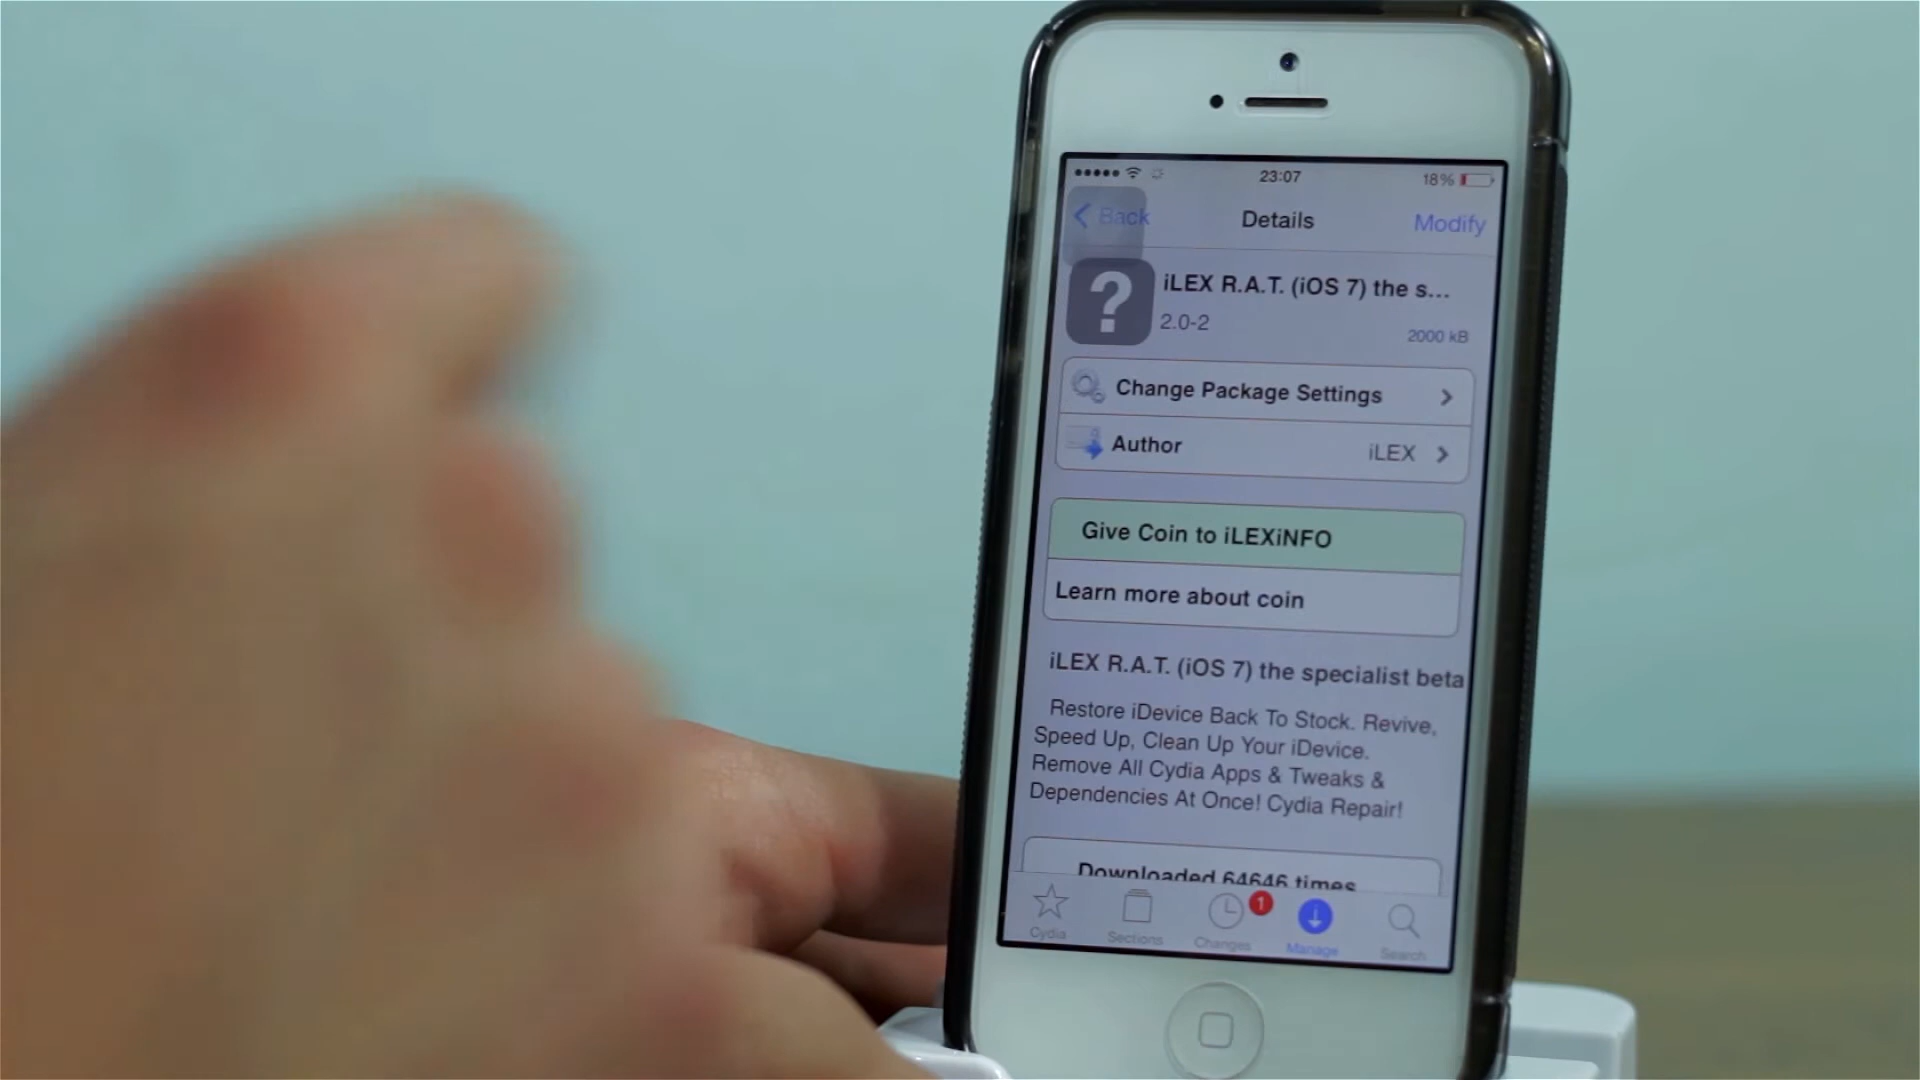 23:07
18%
Back
Details
Modify
?
iLEX R.A.T. (iOS 7) the s...
2.0-2
2000 kB
Change Package Settings
Author
iLEX
Give Coin to iLEXiNFO
Learn more about coin
iLEX R.A.T. (iOS 7) the specialist beta
Restore iDevice Back To Stock. Revive,
Speed Up, Clean Up Your iDevice.
Remove All Cydia Apps & Tweaks &
Dependencies At Once! Cydia Repair!
Downloaded 64646 times
1
Cydia
Sections
Changes
Manage
Search